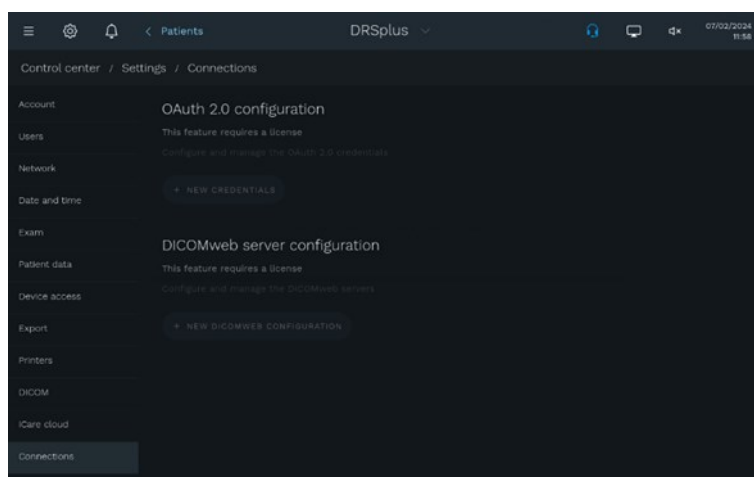 Patients
DRSplus
07/02/2024
11:58
Control center / Settings / Connections
Account
Users
Network
Date and time
Exam
Patient data
Device access
Export
Printers
DICOM
iCare cloud
Connections
OAuth 2.0 configuration
This feature requires a license
Configure and manage the OAuth 2.0 credentials
+ NEW CREDENTIALS
DICOMweb server configuration
This feature requires a license
Configure and manage the DICOMweb servers
+ NEW DICOMWEB CONFIGURATION